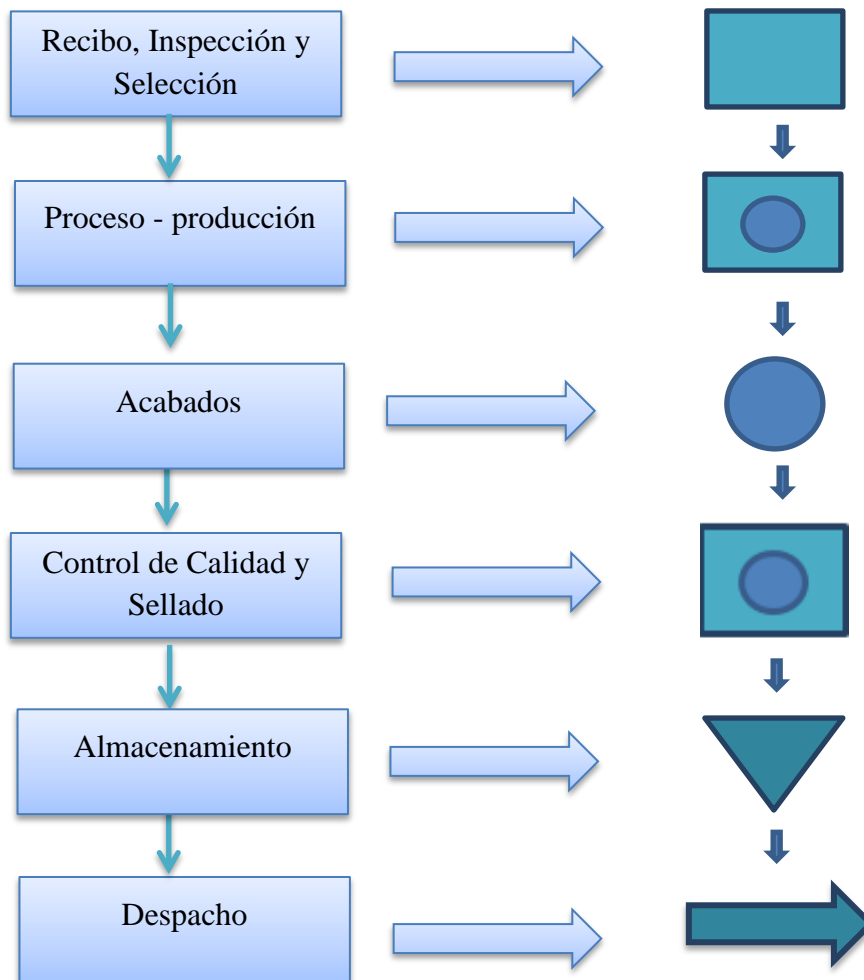 Recibo, Inspección y
Selección
Proceso - producción
Acabados
Control de Calidad y
Sellado
Almacenamiento
Despacho